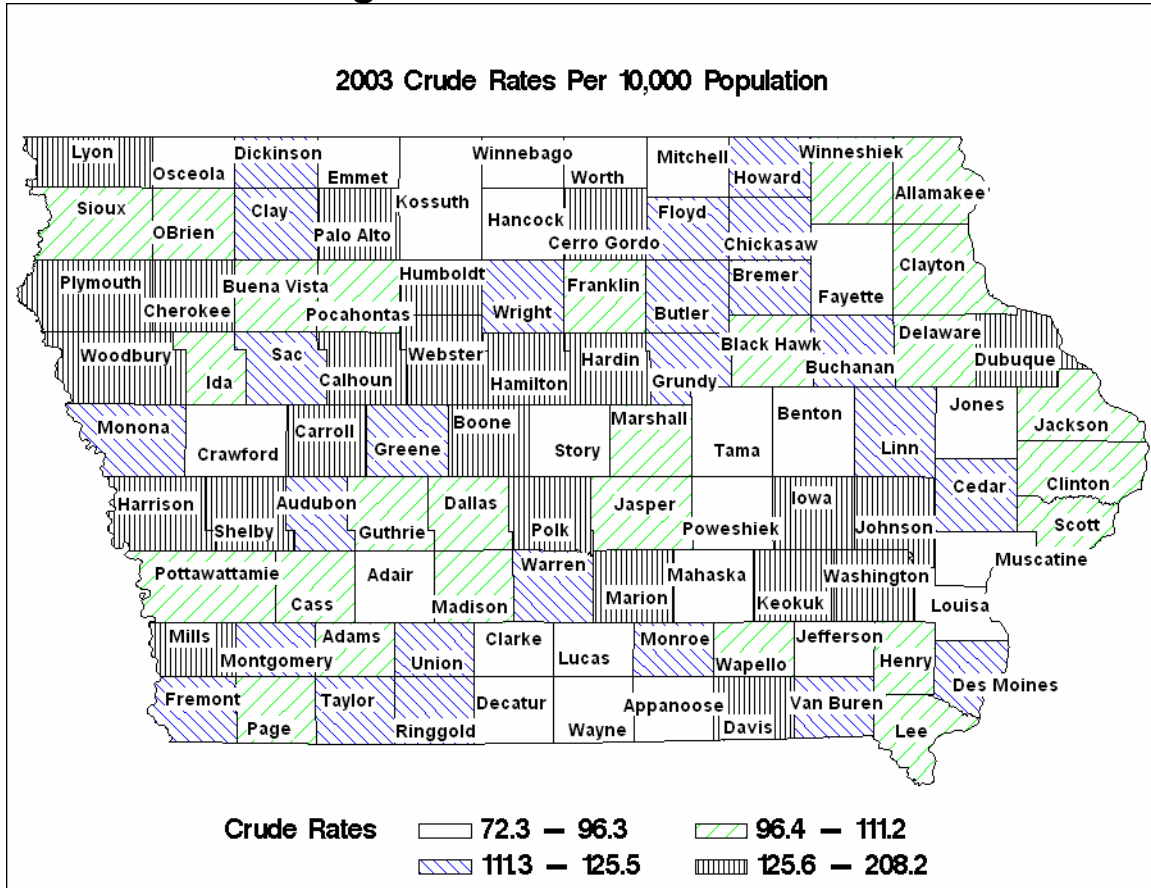 2003 Crude Rates Per 10,000 Population
Lyon
Osceola
Dickinson
Emmet
Winnebago
Worth
Mitchell
Howard
Winneshiek
Allamakee
Sioux
OBrien
Clay
Palo Alto
Kossuth
Hancock
Cerro Gordo
Floyd
Chickasaw
Fayette
Clayton
Plymouth
Cherokee
Buena Vista
Pocahontas
Humboldt
Wright
Franklin
Butler
Bremer
Woodbury
Ida
Sac
Calhoun
Webster
Hamilton
Hardin
Grundy
Black Hawk
Buchanan
Delaware
Dubuque
Monona
Crawford
Carroll
Greene
Boone
Story
Marshall
Tama
Benton
Linn
Jones
Jackson
Harrison
Shelby
Audubon
Guthrie
Dallas
Polk
Jasper
Poweshiek
Iowa
Johnson
Cedar
Clinton
Scott
Muscatine
Pottawattamie
Cass
Adair
Madison
Warren
Marion
Mahaska
Keokuk
Washington
Louisa
Mills
Montgomery
Adams
Union
Clarke
Lucas
Monroe
Wapello
Jefferson
Henry
Des Moines
Fremont
Page
Taylor
Ringgold
Decatur
Wayne
Appanoose
Davis
Van Buren
Lee
Crude Rates
72.3 – 96.3
96.4 – 111.2
111.3 – 125.5
125.6 – 208.2